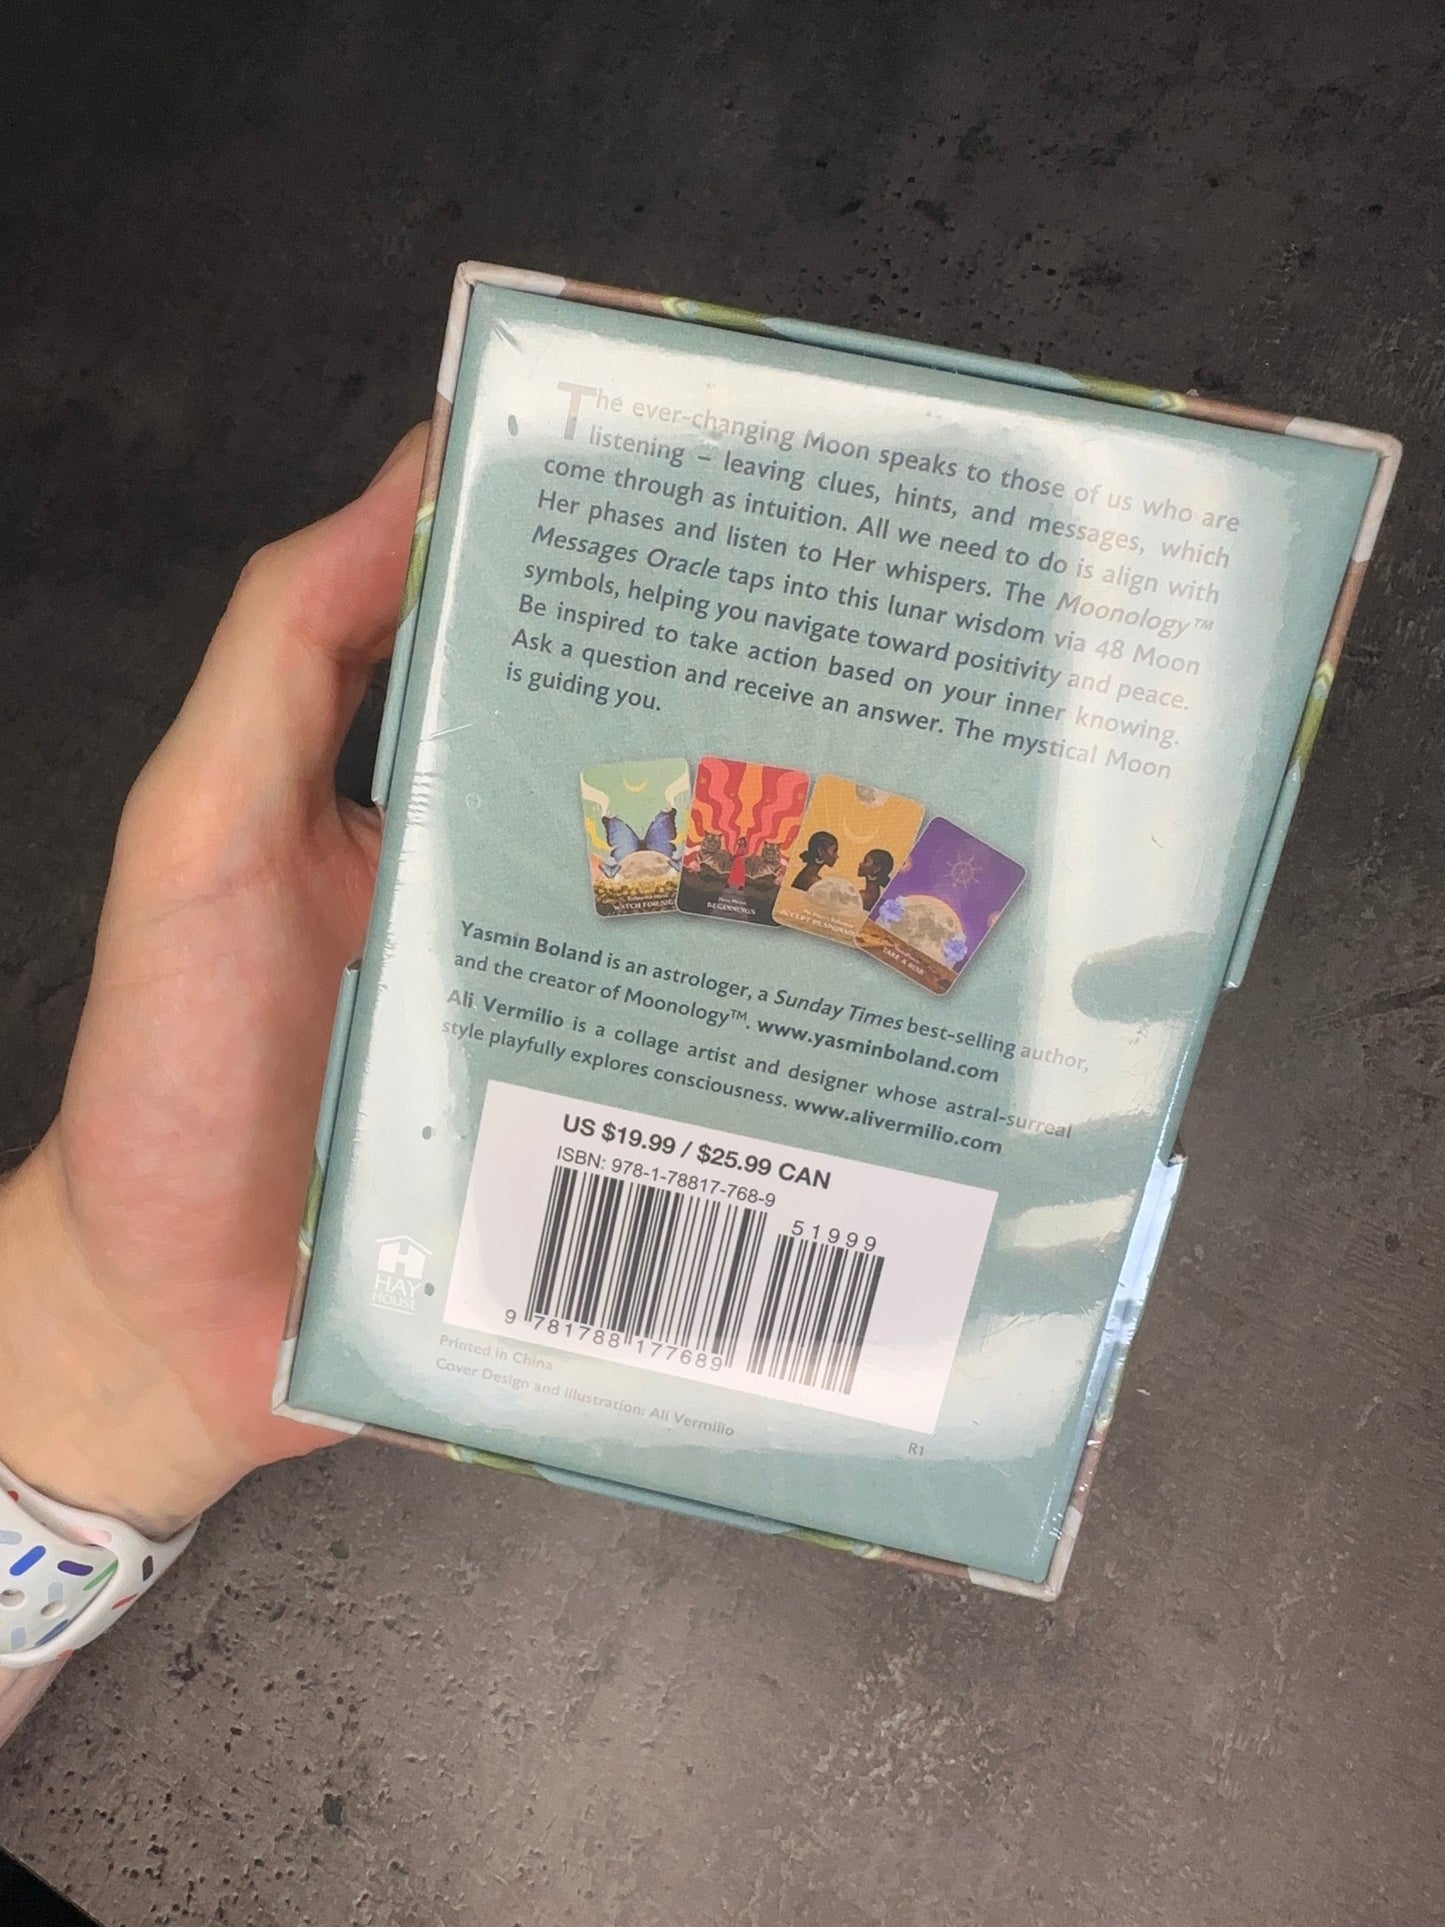 The ever-changing Moon speaks to those of us who are
listening – leaving clues, hints, and messages, which
come through as intuition. All we need to do is align with
Her phases and listen to Her whispers. The Moonology™
Messages Oracle taps into this lunar wisdom via 48 Moon
symbols, helping you navigate toward positivity and peace.
Be inspired to take action based on your inner knowing.
Ask a question and receive an answer. The mystical Moon
is guiding you.
WATCH FOR
New Moon
BEGINNINGS
ACCEPT
TAKE A
Yasmin Boland is an astrologer, a Sunday Times best-selling author,
and the creator of Moonology™. www.yasminboland.com
Ali Vermilio is a collage artist and designer whose astral-surreal
style playfully explores consciousness. www.alivermilio.com
US $19.99 / $25.99 CAN
ISBN: 978-1-78817-768-9
51999
9 781788 177689
HAY
HOUSE
Printed in China
Cover Design and Illustration: Ali Vermilio
R1